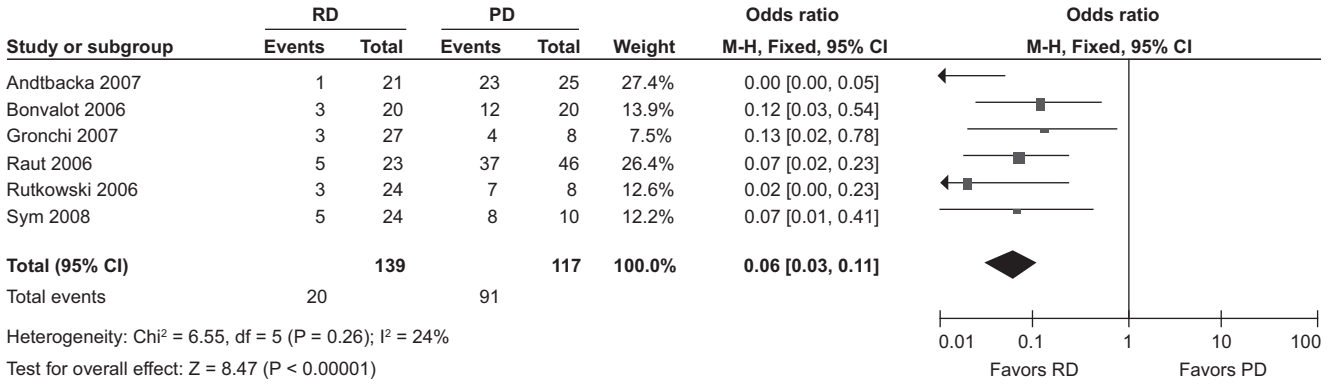 RD PD Odds ratio Odds ratio
Study or subgroup Events Total Events Total Weight M-H, Fixed, 95% CI M-H, Fixed, 95% CI
Andtbacka 2007 1 21 23 25 27.4% 0.00 [0.00, 0.05]
Bonvalot 2006 3 20 12 20 13.9% 0.12 [0.03, 0.54]
Gronchi 2007 3 27 4 8 7.5% 0.13 [0.02, 0.78]
Raut 2006 5 23 37 46 26.4% 0.07 [0.02, 0.23]
Rutkowski 2006 3 24 7 8 12.6% 0.02 [0.00, 0.23]
Sym 2008 5 24 8 10 12.2% 0.07 [0.01, 0.41]
Total (95% CI) 139 117 100.0% 0.06 [0.03, 0.11]
Total events 20 91
Heterogeneity: Chi² = 6.55, df = 5 (P = 0.26); I² = 24%
Test for overall effect: Z = 8.47 (P < 0.00001)
0.01 0.1 1 10 100
Favors RD Favors PD